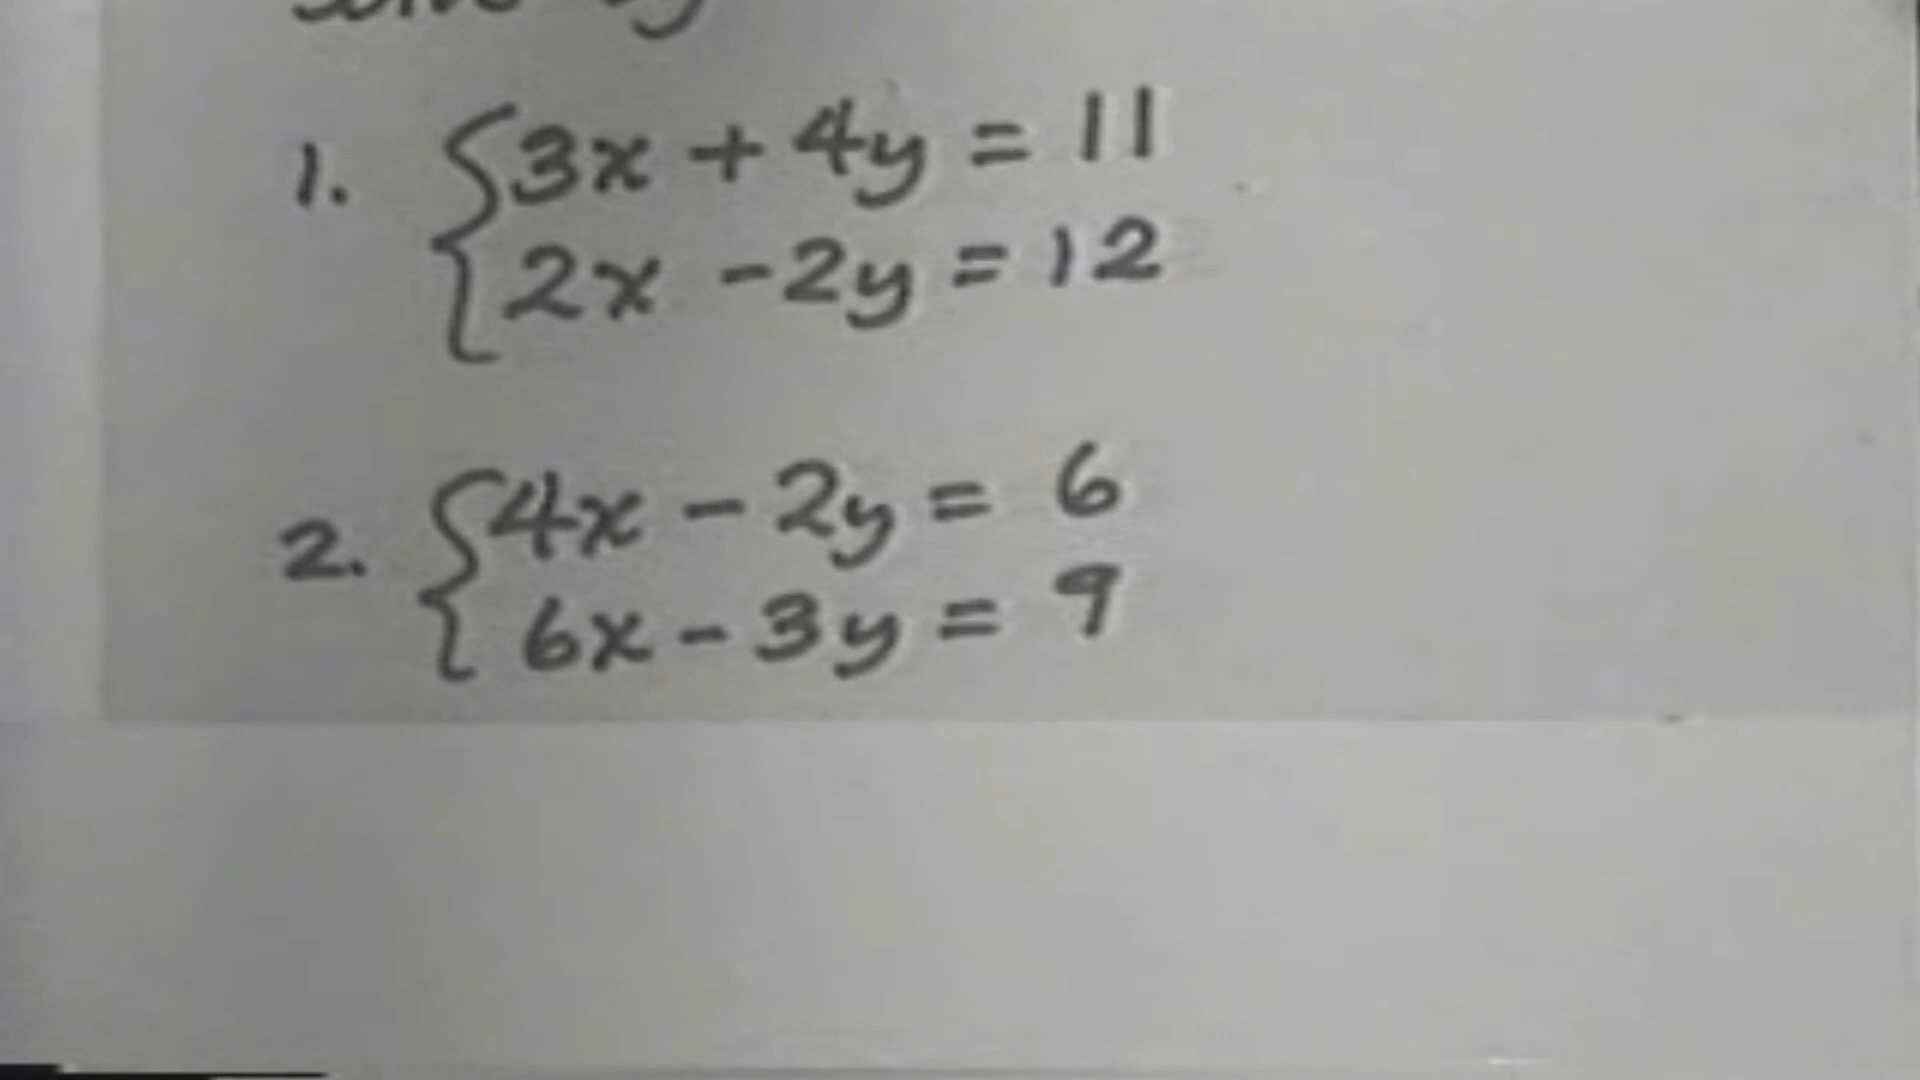 1. 3x + 4y = 11
2x - 2y = 12
2. 4x - 2y = 6
6x - 3y = 9